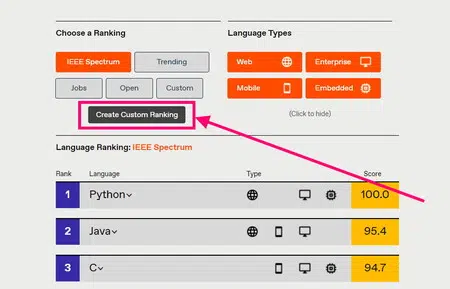 Choose a Ranking
Language Types
IEEE Spectrum
Trending
Web
Enterprise
Jobs
Open
Custom
Mobile
Embedded
Create Custom Ranking
(Click to hide)
Language Ranking: IEEE Spectrum
Rank Language Type Score
1 Python 100.0
2 Java 95.4
3 C 94.7